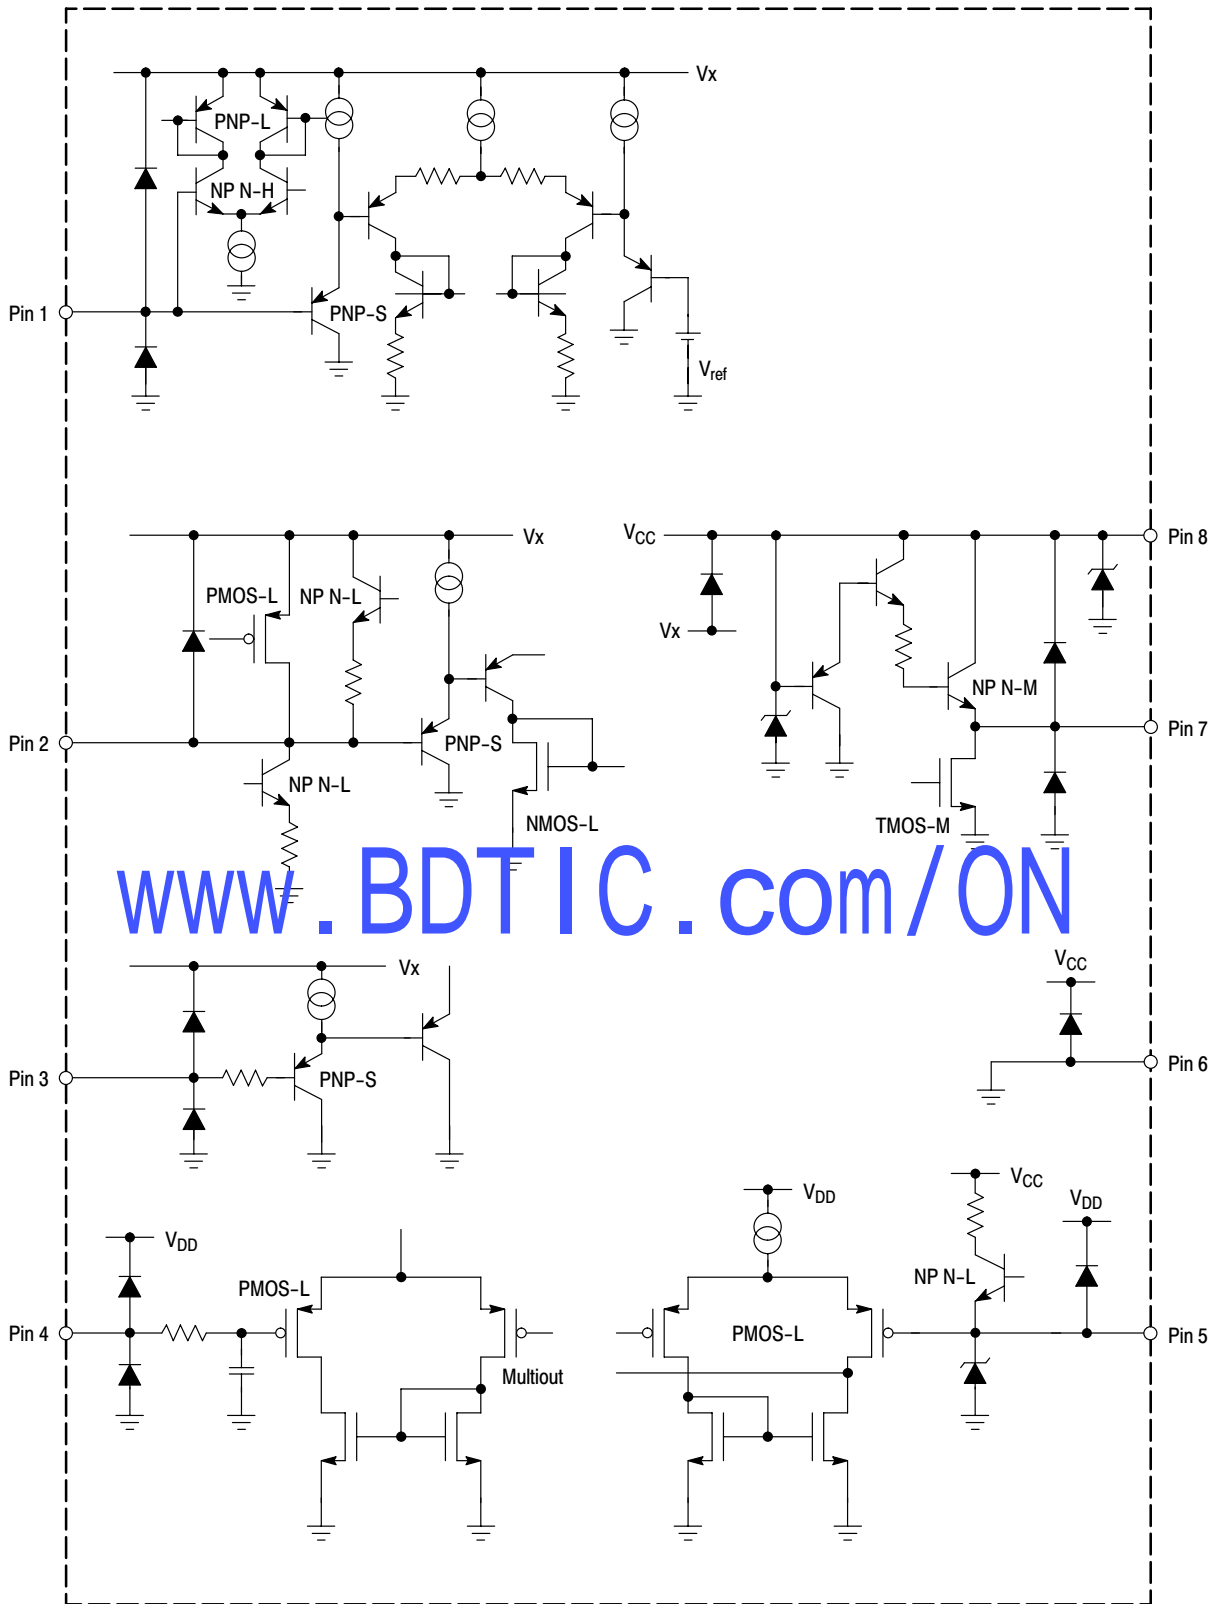 Vx
PNP-L
NP N-H
Pin 1
PNP-S
Vref
Vx
VCC
Pin 8
PMOS-L
NP N-L
Vx
NP N-M
Pin 2
PNP-S
Pin 7
NP N-L
NMOS-L
TMOS-M
www.BDTIC.com/ON
Vx
VCC
Pin 3
PNP-S
Pin 6
VDD
VDD
VCC
VDD
PMOS-L
NP N-L
Pin 4
PMOS-L
Pin 5
Multiout